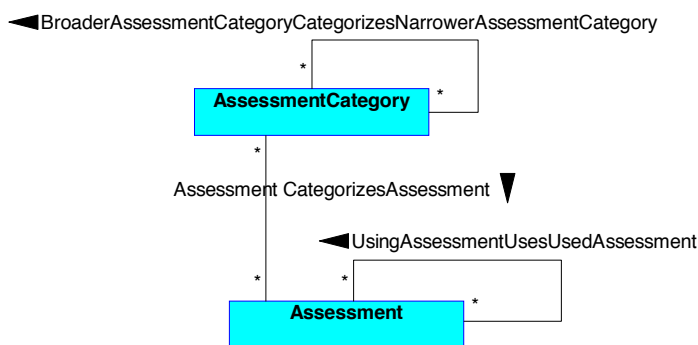 BroaderAssessmentCategoryCategorizesNarrowerAssessmentCategory
*
*
AssessmentCategory
*
Assessment CategorizesAssessment
UsingAssessmentUsesUsedAssessment
*
*
*
Assessment